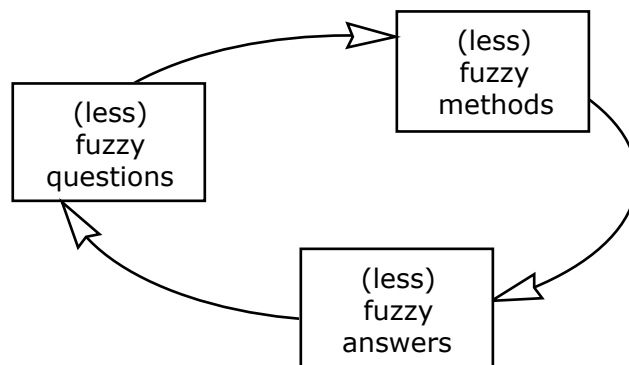 (less)
fuzzy
questions
(less)
fuzzy
methods
(less)
fuzzy
answers